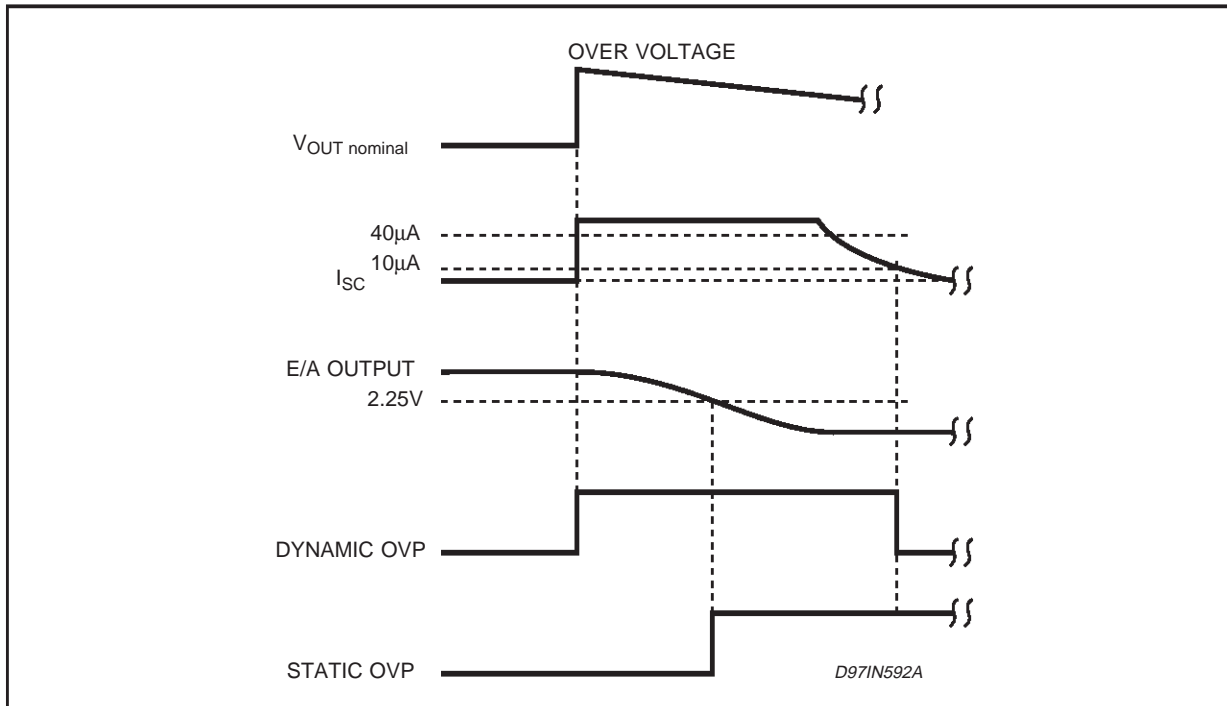 OVER VOLTAGE
VOUT nominal
40µA
10µA
ISC
E/A OUTPUT
2.25V
DYNAMIC OVP
STATIC OVP
D97IN592A